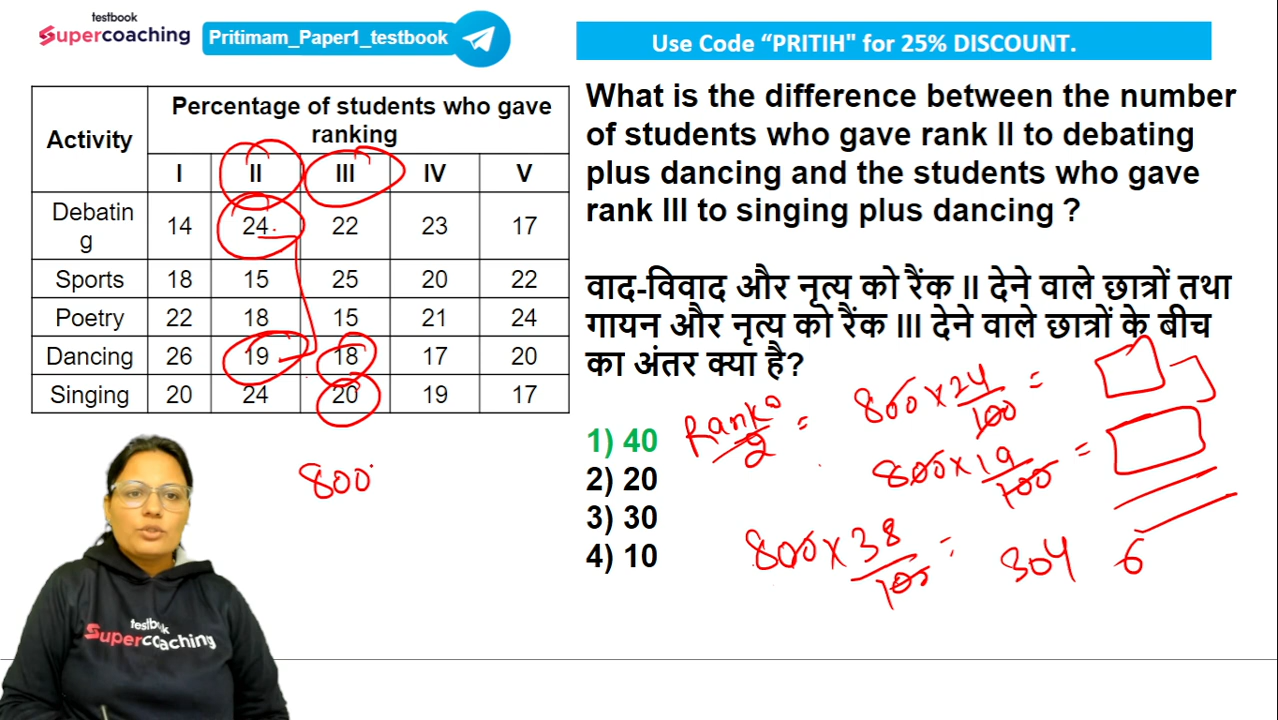 testbook
Supercoaching
Pritimam_Paper1_testbook
Use Code “PRITIH" for 25% DISCOUNT.
Activity
Percentage of students who gave
ranking
I II III IV V
Debatin
g
14 24 22 23 17
Sports 18 15 25 20 22
Poetry 22 18 15 21 24
Dancing 26 19 18 17 20
Singing 20 24 20 19 17
What is the difference between the number
of students who gave rank II to debating
plus dancing and the students who gave
rank III to singing plus dancing ?
वाद-विवाद और नृत्य को रैंक II देने वाले छात्रों तथा
गायन और नृत्य को रैंक III देने वाले छात्रों के बीच
का अंतर क्या है?
1) 40
2) 20
3) 30
4) 10
800
Rank 2 = 800 × 24/100 =
800 × 19/100 =
800 × 38/100 = 304 6
testbook
Supercoaching